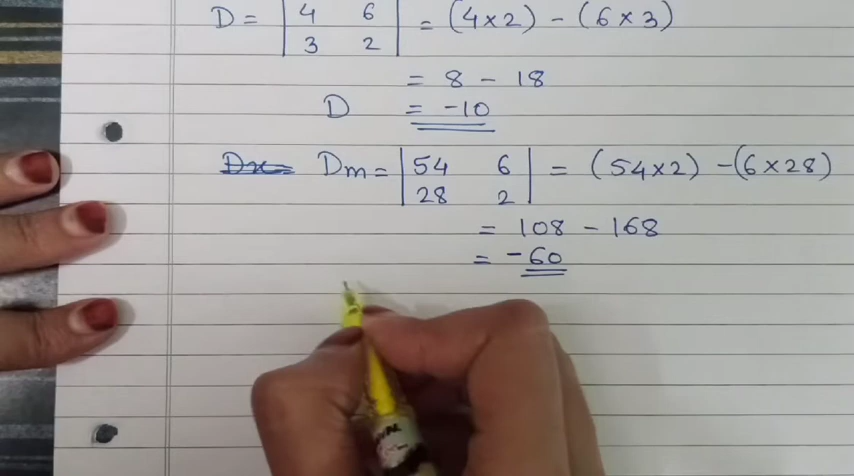 D = | 4 6 | = (4×2) - (6×3)
| 3 2 |
= 8 - 18
D = -10
Dx= Dm = | 54 6 | = (54×2) - (6×28)
| 28 2 |
= 108 - 168
= -60